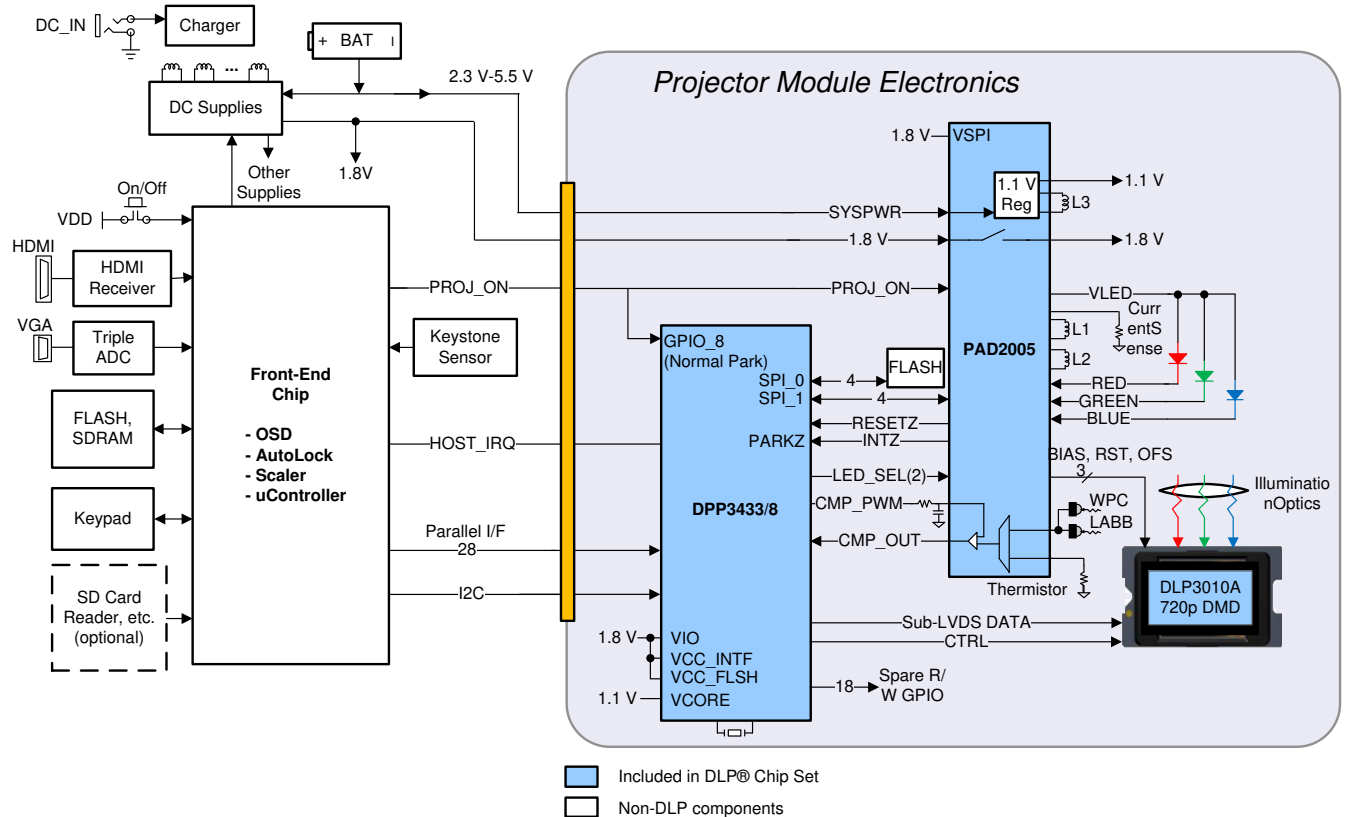 DC_IN
Charger
+ BAT –
2.3 V-5.5 V
Projector Module Electronics
...
DC Supplies
1.8 V
VSPI
Other
Supplies
1.8V
1.1 V
Reg
1.1 V
L3
On/Off
VDD
SYSPWR
1.8 V
1.8 V
HDMI
HDMI
Receiver
PROJ_ON
PROJ_ON
VLED
VGA
Triple
ADC
Keystone
Sensor
GPIO_8
(Normal Park)
Curr
entS
ense
L1
L2
PAD2005
Front-End
Chip
- OSD
- AutoLock
- Scaler
- uController
SPI_0
4
FLASH
SPI_1
4
RED
GREEN
BLUE
FLASH,
SDRAM
HOST_IRQ
PARKZ
RESETZ
INTZ
BIAS, RST, OFS
3
LED_SEL(2)
Illuminatio
nOptics
Keypad
DPP3433/8
CMP_PWM
WPC
LABB
Parallel I/F
28
CMP_OUT
Thermistor
SD Card
Reader, etc.
(optional)
I2C
DLP3010A
720p DMD
Sub-LVDS DATA
CTRL
1.8 V
VIO
VCC_INTF
VCC_FLSH
1.1 V
VCORE
18
Spare R/
W GPIO
Included in DLP® Chip Set
Non-DLP components